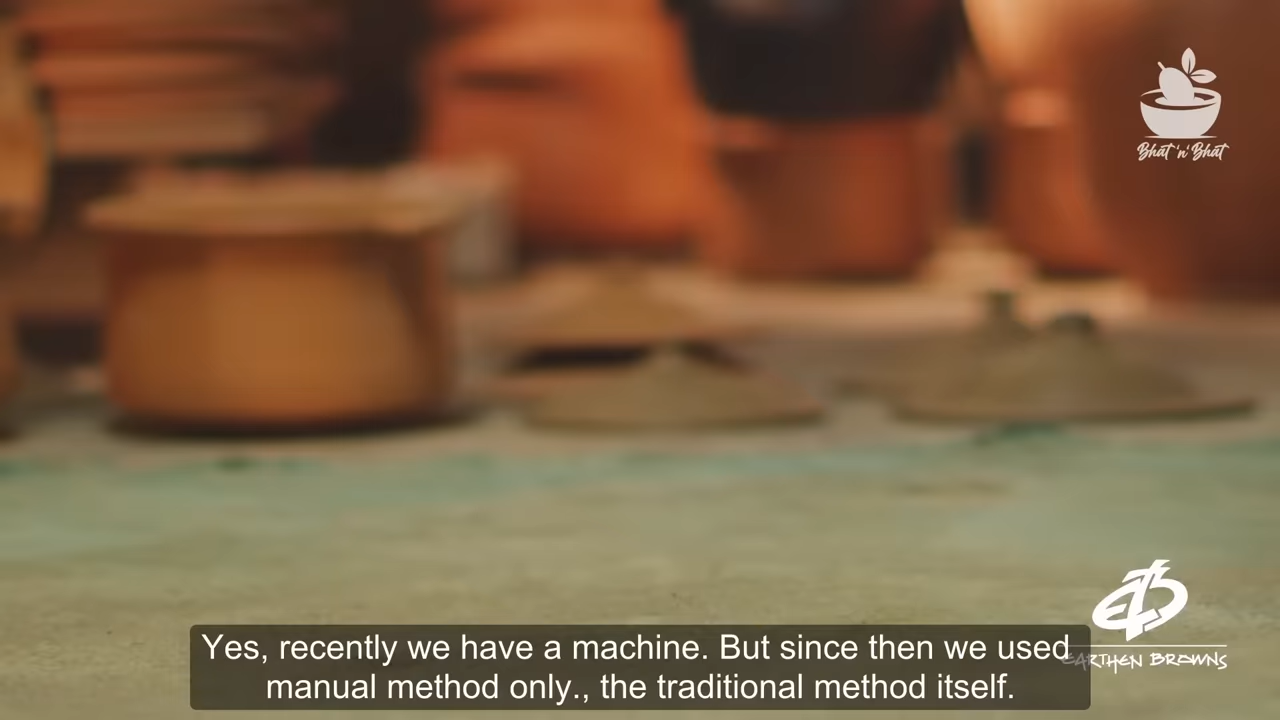 Bhat 'n' Bhat
EARTHEN BROWNS
Yes, recently we have a machine. But since then we used
manual method only., the traditional method itself.